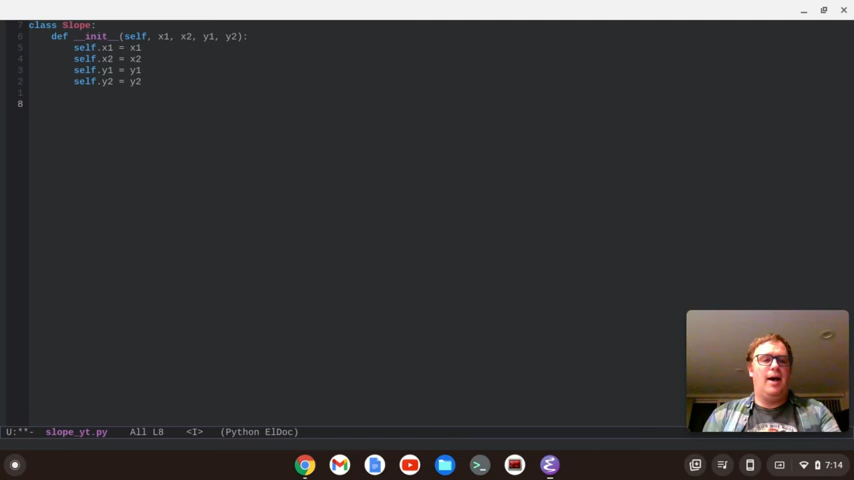 7 class Slope:
6 def __init__(self, x1, x2, y1, y2):
5 self.x1 = x1
4 self.x2 = x2
3 self.y1 = y1
2 self.y2 = y2
1
8
U:**- slope_yt.py All L8 <I> (Python ElDoc)
7:14